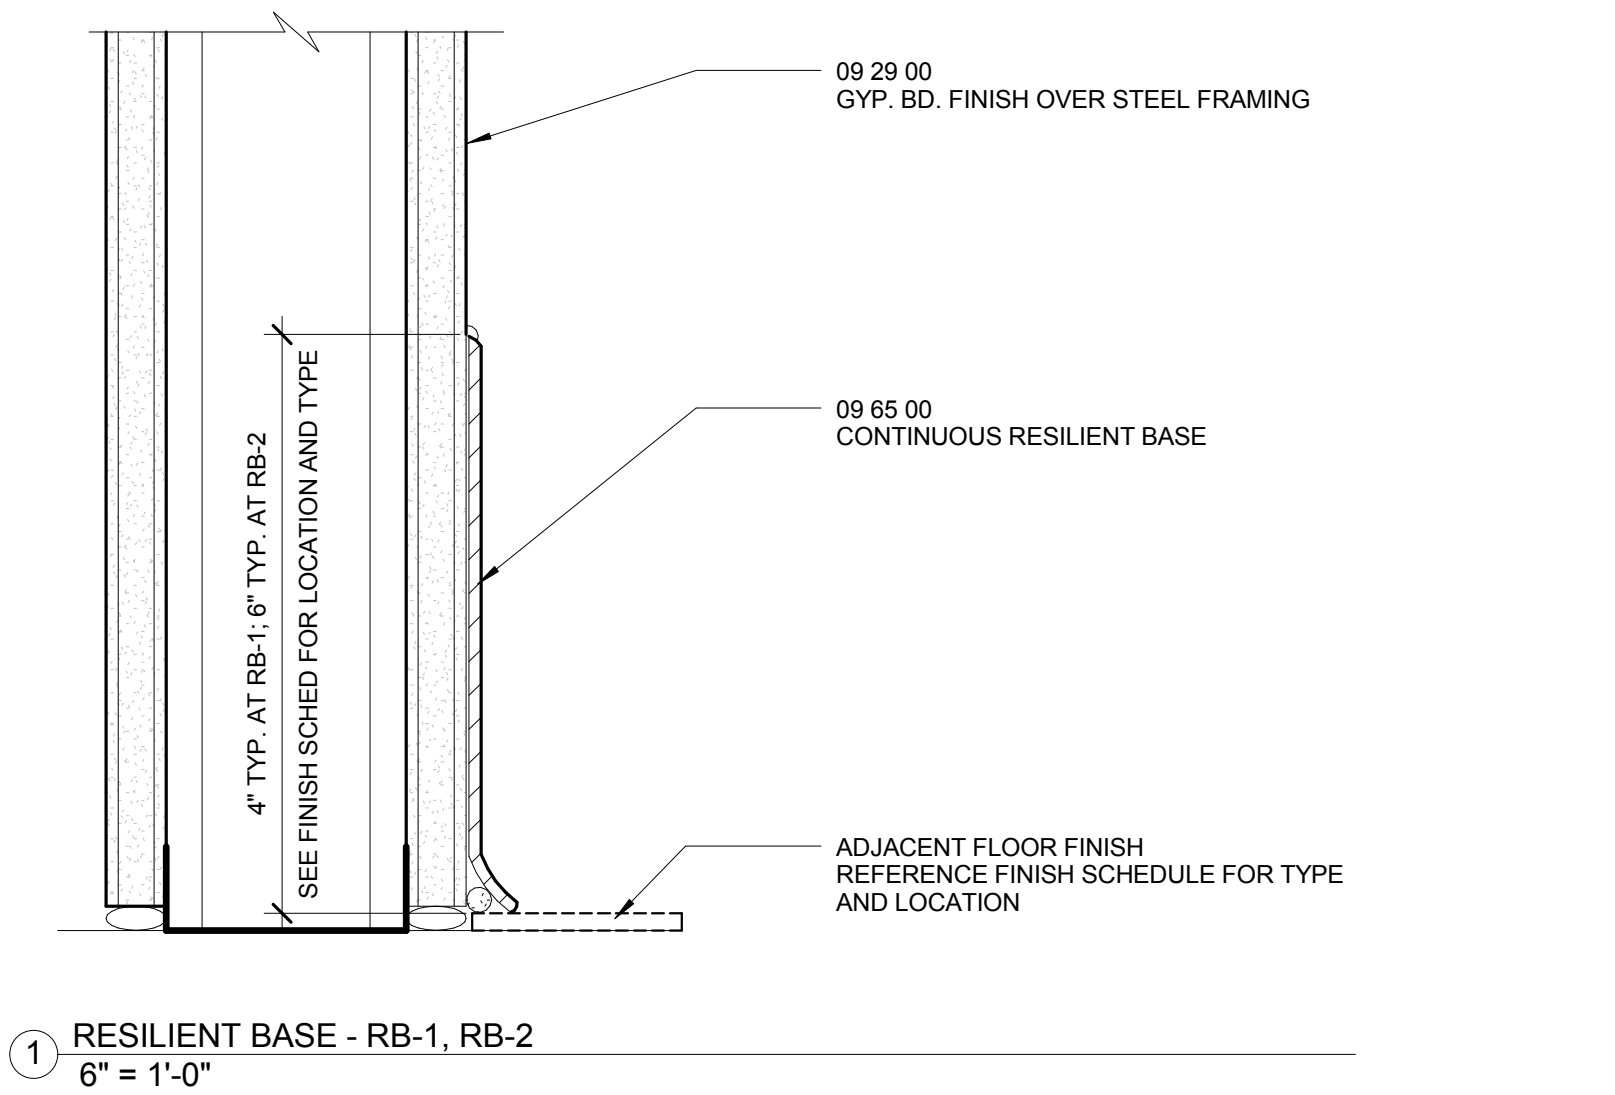 09 29 00
GYP. BD. FINISH OVER STEEL FRAMING
4" TYP. AT RB-1; 6" TYP. AT RB-2
SEE FINISH SCHED FOR LOCATION AND TYPE
09 65 00
CONTINUOUS RESILIENT BASE
ADJACENT FLOOR FINISH
REFERENCE FINISH SCHEDULE FOR TYPE
AND LOCATION
1
RESILIENT BASE - RB-1, RB-2
6" = 1'-0"